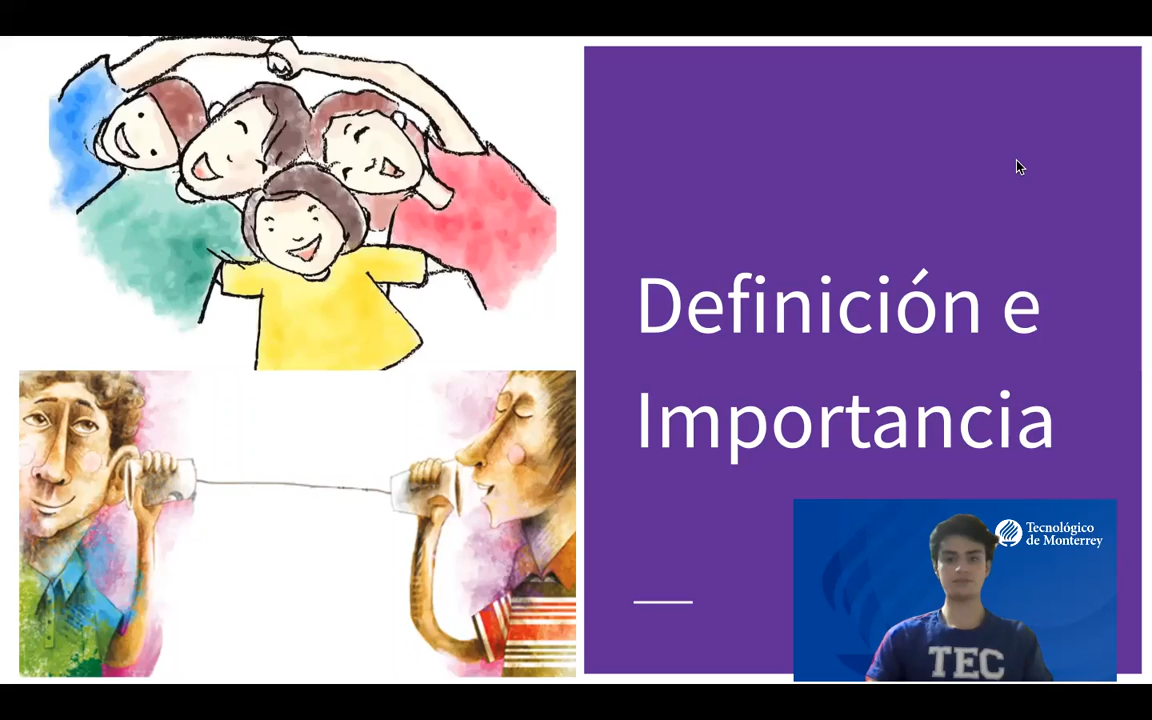 Definición e
Importancia
Tecnológico
de Monterrey
TEC